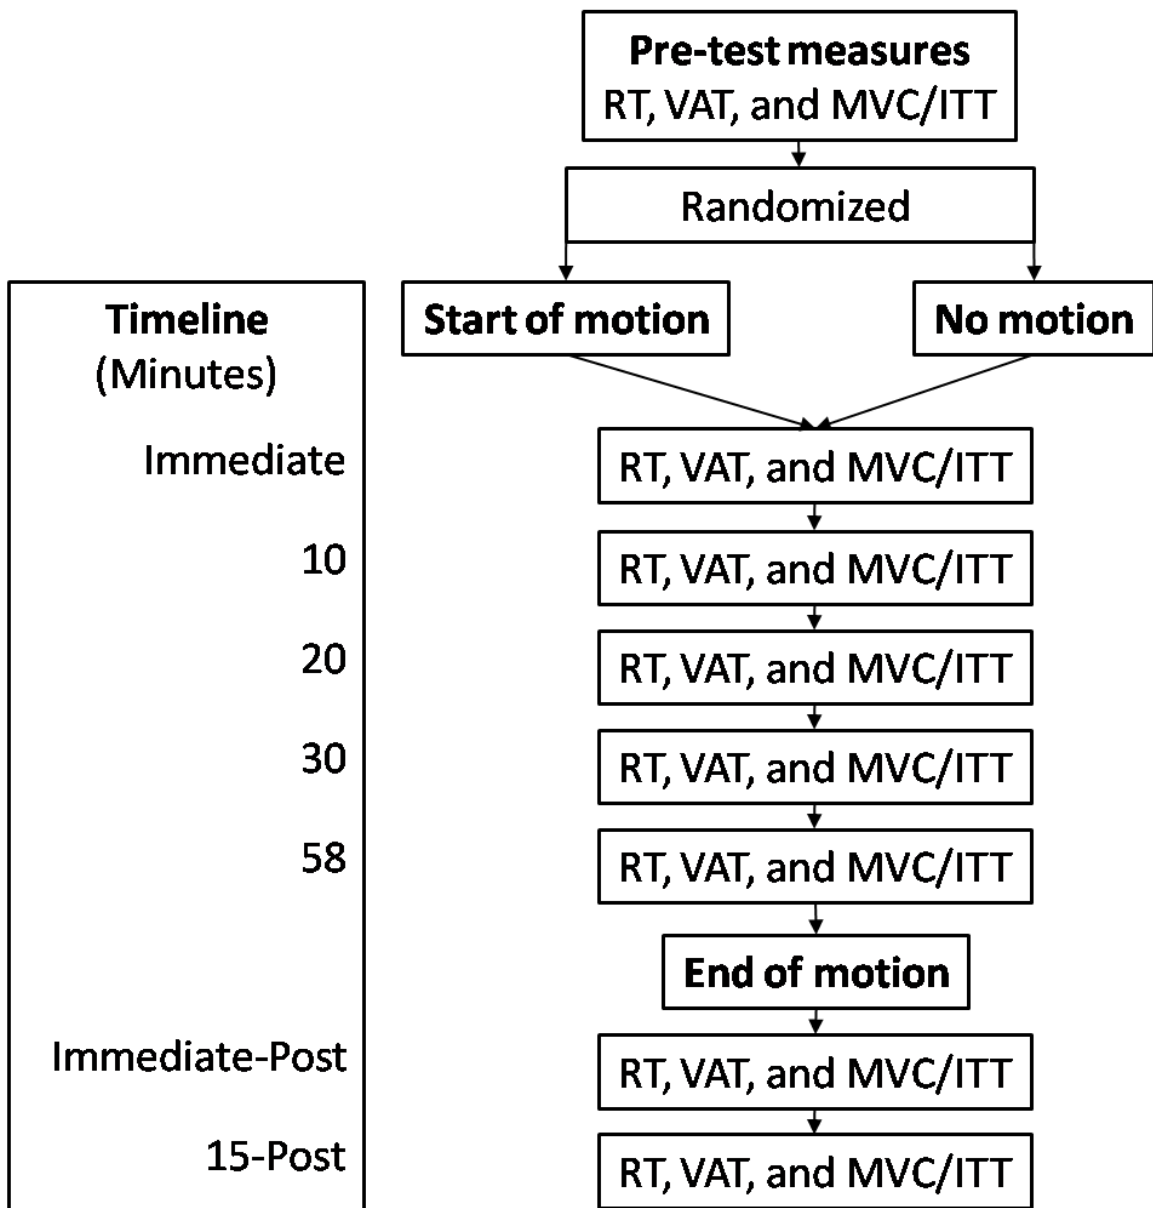 Pre-test measures
RT, VAT, and MVC/ITT
Randomized
Start of motion
No motion
Timeline
(Minutes)
Immediate
RT, VAT, and MVC/ITT
10
RT, VAT, and MVC/ITT
20
RT, VAT, and MVC/ITT
30
RT, VAT, and MVC/ITT
58
RT, VAT, and MVC/ITT
End of motion
Immediate-Post
RT, VAT, and MVC/ITT
15-Post
RT, VAT, and MVC/ITT